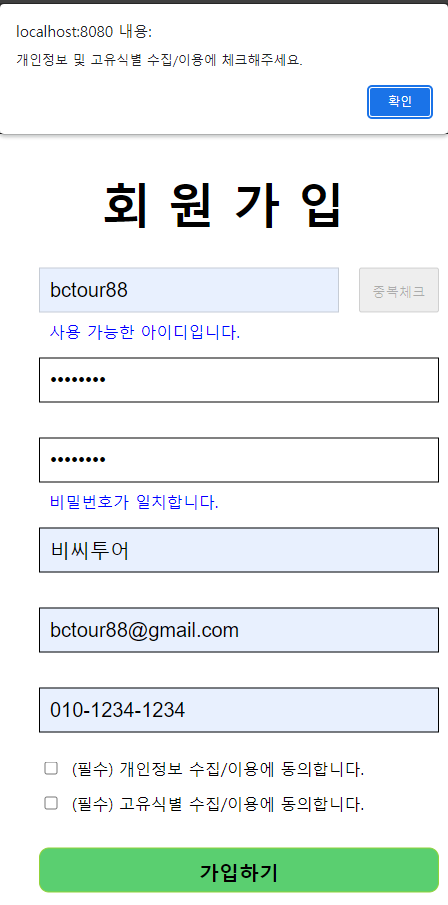 localhost:8080 내용:
개인정보 및 고유식별 수집/이용에 체크해주세요.
확인
회 원 가 입
bctour88 중복체크
사용 가능한 아이디입니다.
••••••••
••••••••
비밀번호가 일치합니다.
비씨투어
bctour88@gmail.com
010-1234-1234
(필수) 개인정보 수집/이용에 동의합니다.
(필수) 고유식별 수집/이용에 동의합니다.
가입하기